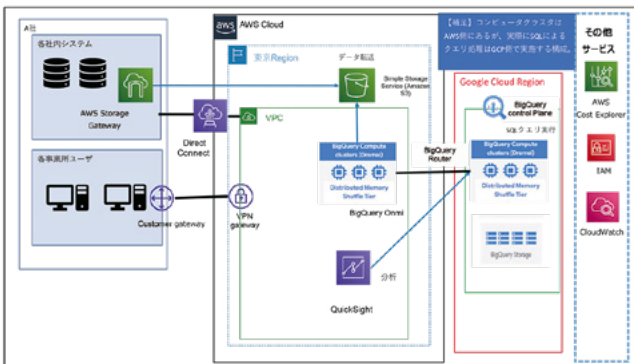 A社
各社内システム
AWS Storage
Gateway
各事業所ユーザ
Customer gateway
Direct
Connect
aws
AWS Cloud
東京Region
データ転送
Simple Storage
Service (Amazon
S3)
VPC
VPN
gateway
BigQuery Compute
clusters (Dremel)
Distributed Memory
Shuffle Tier
BigQuery Onmi
QuickSight
分析
BigQuery
Router
【補足】コンピュータクラスタは
AWS側にあるが、実際にSQLによる
クエリ処理はGCP側で実施する構成。
Google Cloud Region
BigQuery
control Plane
SQLクエリ実行
BigQuery Compute
clusters (Dremel)
Distributed Memory
Shuffle Tier
BigQuery Storage
その他
サービス
AWS
Cost Explorer
IAM
CloudWatch